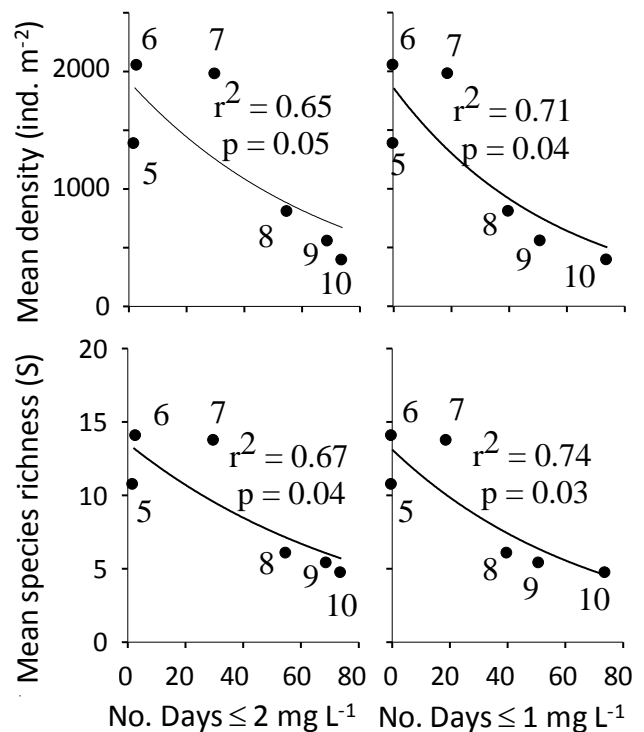 Mean density (ind. m⁻²)
2000
1000
0
6
7
r² = 0.65
p = 0.05
5
8
9
10
6
7
r² = 0.71
p = 0.04
5
8
9
10
Mean species richness (S)
20
15
10
5
0
6
7
r² = 0.67
p = 0.04
5
8
9
10
0 20 40 60 80
No. Days ≤ 2 mg L⁻¹
6
7
r² = 0.74
p = 0.03
5
8
9
10
0 20 40 60 80
No. Days ≤ 1 mg L⁻¹